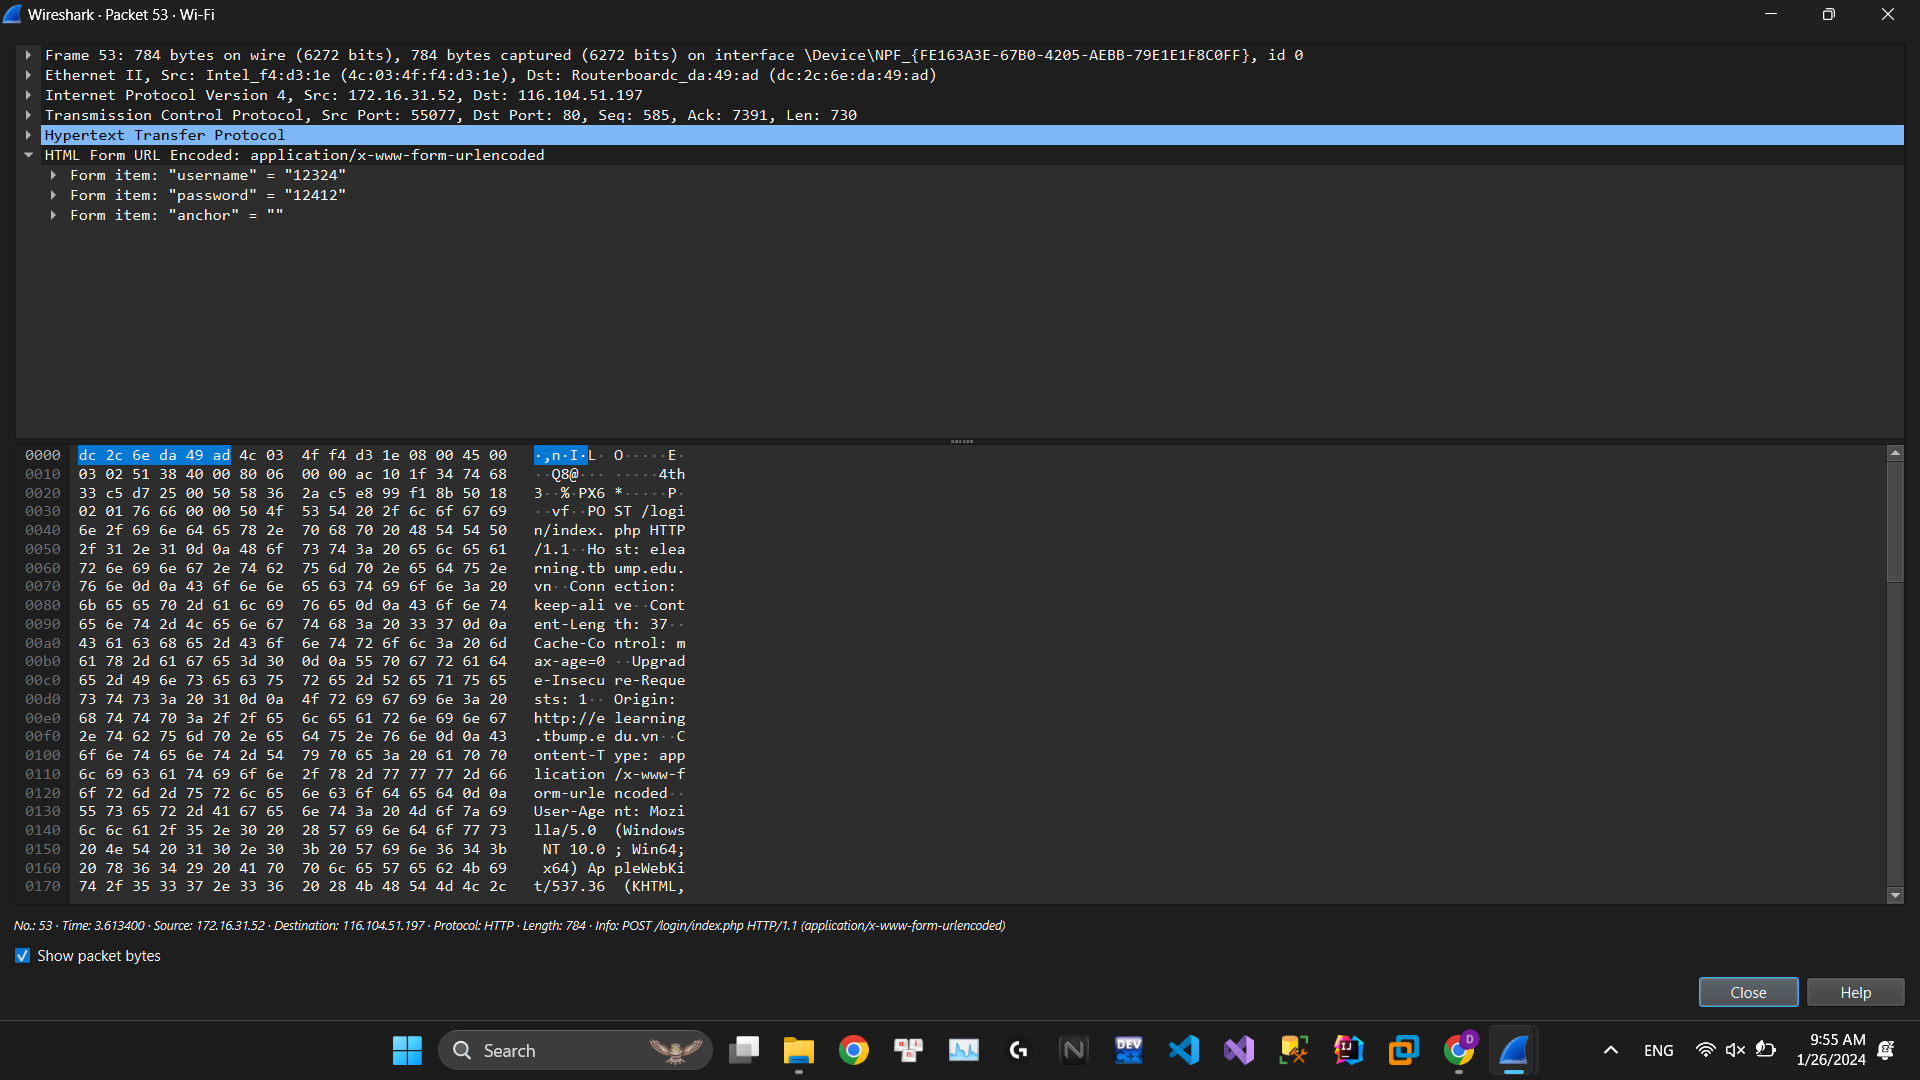 Wireshark · Packet 53 · Wi-Fi
Frame 53: 784 bytes on wire (6272 bits), 784 bytes captured (6272 bits) on interface \Device\NPF_{FE163A3E-67B0-4205-AEBB-79E1E1F8C0FF}, id 0
Ethernet II, Src: Intel_f4:d3:1e (4c:03:4f:f4:d3:1e), Dst: Routerboardc_da:49:ad (dc:2c:6e:da:49:ad)
Internet Protocol Version 4, Src: 172.16.31.52, Dst: 116.104.51.197
Transmission Control Protocol, Src Port: 55077, Dst Port: 80, Seq: 585, Ack: 7391, Len: 730
Hypertext Transfer Protocol
HTML Form URL Encoded: application/x-www-form-urlencoded
Form item: "username" = "12324"
Form item: "password" = "12412"
Form item: "anchor" = ""
0000 dc 2c 6e da 49 ad 4c 03 4f f4 d3 1e 08 00 45 00 ·,n·I·L· O·····E·
0010 03 02 51 38 40 00 80 06 00 00 ac 10 1f 34 74 68 ··Q8@··· ·····4th
0020 33 c5 d7 25 00 50 58 36 2a c5 e8 99 f1 8b 50 18 3··%·PX6 *·····P·
0030 02 01 76 66 00 00 50 4f 53 54 20 2f 6c 6f 67 69 ··vf··PO ST /logi
0040 6e 2f 69 6e 64 65 78 2e 70 68 70 20 48 54 54 50 n/index. php HTTP
0050 2f 31 2e 31 0d 0a 48 6f 73 74 3a 20 65 6c 65 61 /1.1··Ho st: elea
0060 72 6e 69 6e 67 2e 74 62 75 6d 70 2e 65 64 75 2e rning.tb ump.edu.
0070 76 6e 0d 0a 43 6f 6e 6e 65 63 74 69 6f 6e 3a 20 vn··Conn ection:
0080 6b 65 65 70 2d 61 6c 69 76 65 0d 0a 43 6f 6e 74 keep-ali ve··Cont
0090 65 6e 74 2d 4c 65 6e 67 74 68 3a 20 33 37 0d 0a ent-Leng th: 37··
00a0 43 61 63 68 65 2d 43 6f 6e 74 72 6f 6c 3a 20 6d Cache-Co ntrol: m
00b0 61 78 2d 61 67 65 3d 30 0d 0a 55 70 67 72 61 64 ax-age=0 ··Upgrad
00c0 65 2d 49 6e 73 65 63 75 72 65 2d 52 65 71 75 65 e-Insecu re-Reque
00d0 73 74 73 3a 20 31 0d 0a 4f 72 69 67 69 6e 3a 20 sts: 1·· Origin:
00e0 68 74 74 70 3a 2f 2f 65 6c 65 61 72 6e 69 6e 67 http://e learning
00f0 2e 74 62 75 6d 70 2e 65 64 75 2e 76 6e 0d 0a 43 .tbump.e du.vn··C
0100 6f 6e 74 65 6e 74 2d 54 79 70 65 3a 20 61 70 70 ontent-T ype: app
0110 6c 69 63 61 74 69 6f 6e 2f 78 2d 77 77 77 2d 66 lication /x-www-f
0120 6f 72 6d 2d 75 72 6c 65 6e 63 6f 64 65 64 0d 0a orm-urle ncoded··
0130 55 73 65 72 2d 41 67 65 6e 74 3a 20 4d 6f 7a 69 User-Age nt: Mozi
0140 6c 6c 61 2f 35 2e 30 20 28 57 69 6e 64 6f 77 73 lla/5.0 (Windows
0150 20 4e 54 20 31 30 2e 30 3b 20 57 69 6e 36 34 3b NT 10.0 ; Win64;
0160 20 78 36 34 29 20 41 70 70 6c 65 57 65 62 4b 69 x64) Ap pleWebKi
0170 74 2f 35 33 37 2e 33 36 20 28 4b 48 54 4d 4c 2c t/537.36 (KHTML,
No.: 53 · Time: 3.613400 · Source: 172.16.31.52 · Destination: 116.104.51.197 · Protocol: HTTP · Length: 784 · Info: POST /login/index.php HTTP/1.1 (application/x-www-form-urlencoded)
Show packet bytes
Close
Help
Search
DEV
IJ
D
ENG
9:55 AM
1/26/2024